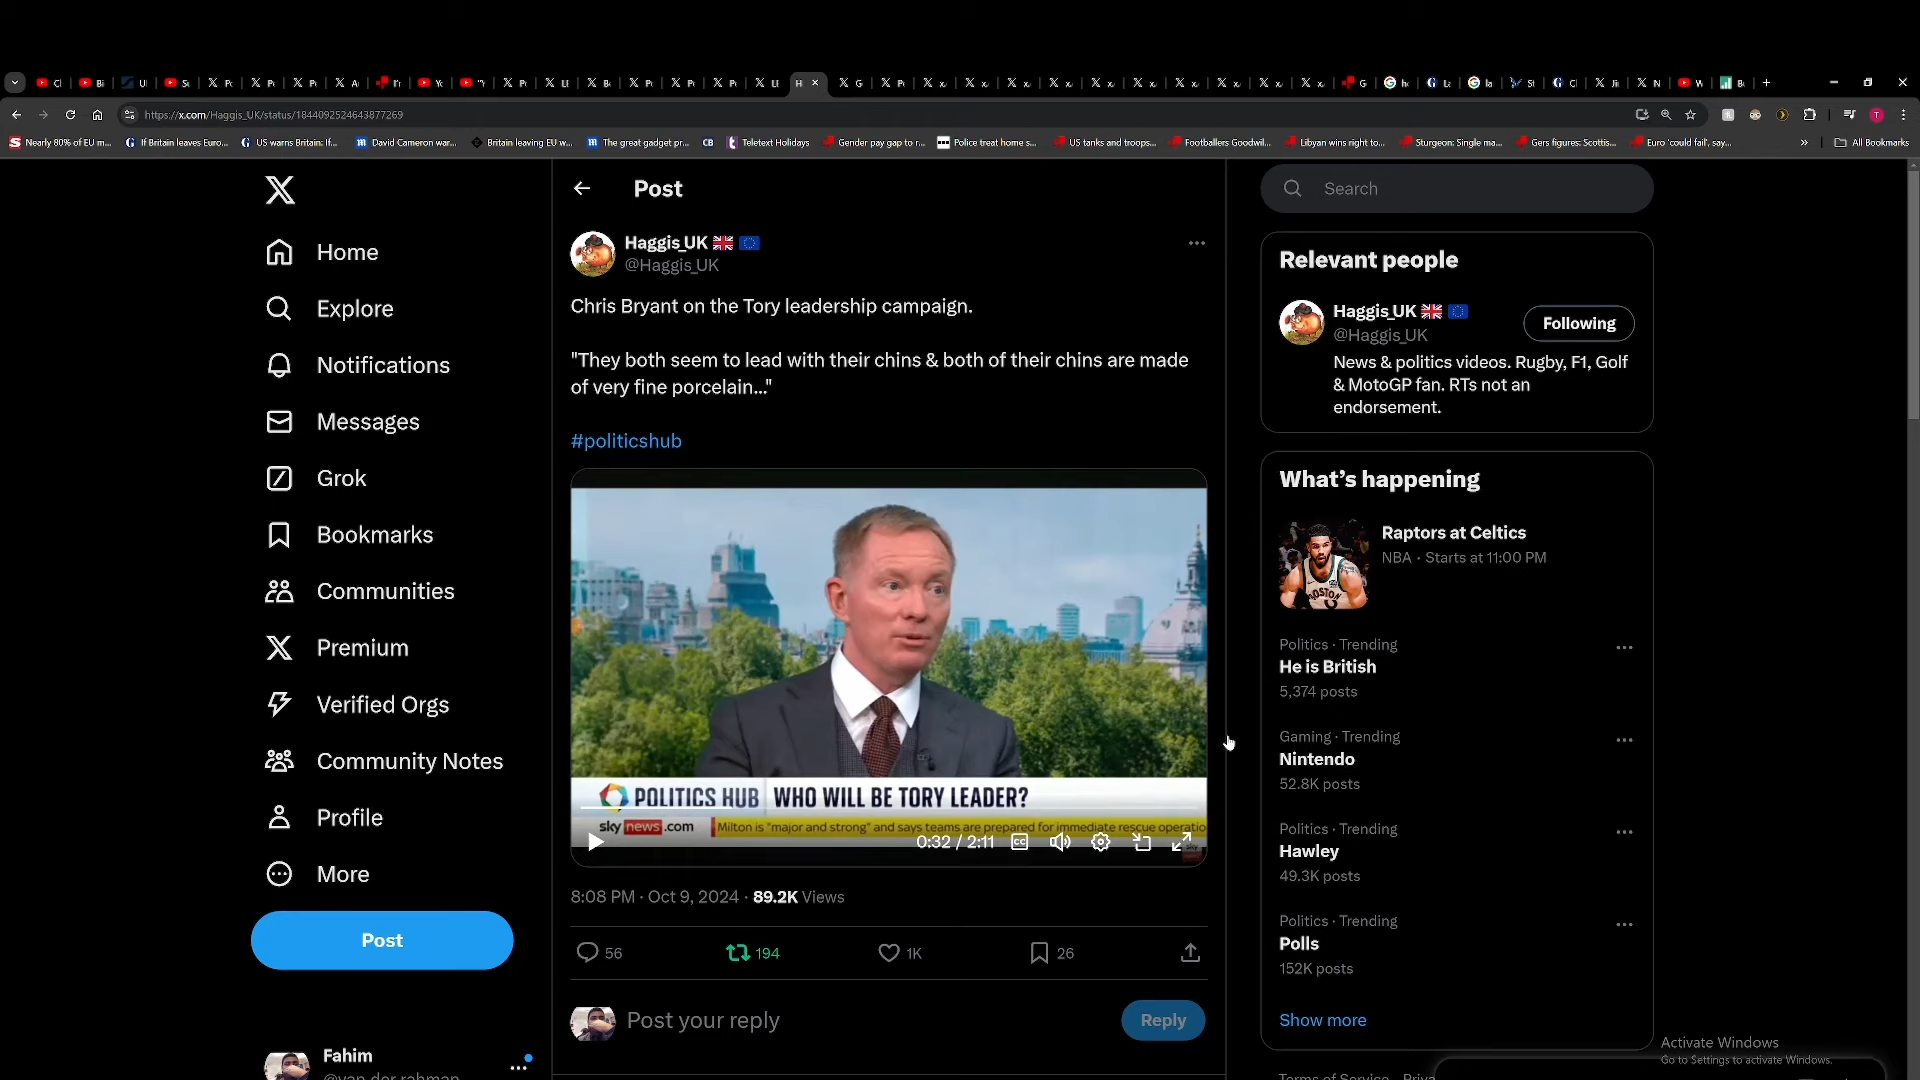 https://x.com/Haggis_UK/status/1844092524643877269
Nearly 80% of EU m...
If Britain leaves Euro...
US warns Britain: If...
David Cameron war...
Britain leaving EU w...
The great gadget pr...
CB
Teletext Holidays
Gender pay gap to r...
Police treat home s...
US tanks and troops...
Footballers Goodwil...
Libyan wins right to...
Sturgeon: Single ma...
Gers figures: Scottis...
Euro 'could fail', say...
All Bookmarks
Home
Explore
Notifications
Messages
Grok
Bookmarks
Communities
Premium
Verified Orgs
Community Notes
Profile
More
Post
Fahim
Post
Haggis_UK
@Haggis_UK
Chris Bryant on the Tory leadership campaign.
"They both seem to lead with their chins & both of their chins are made
of very fine porcelain..."
#politicshub
POLITICS HUB WHO WILL BE TORY LEADER?
sky news.com Milton is "major and strong" and says teams are prepared for immediate rescue operatio
0:32 / 2:11
8:08 PM · Oct 9, 2024 · 89.2K Views
56 194 1K 26
Post your reply
Reply
Search
Relevant people
Haggis_UK
@Haggis_UK
Following
News & politics videos. Rugby, F1, Golf
& MotoGP fan. RTs not an
endorsement.
What's happening
BOSTON
Raptors at Celtics
NBA · Starts at 11:00 PM
Politics · Trending
He is British
5,374 posts
Gaming · Trending
Nintendo
52.8K posts
Politics · Trending
Hawley
49.3K posts
Politics · Trending
Polls
152K posts
Show more
Activate Windows
Go to Settings to activate Windows.